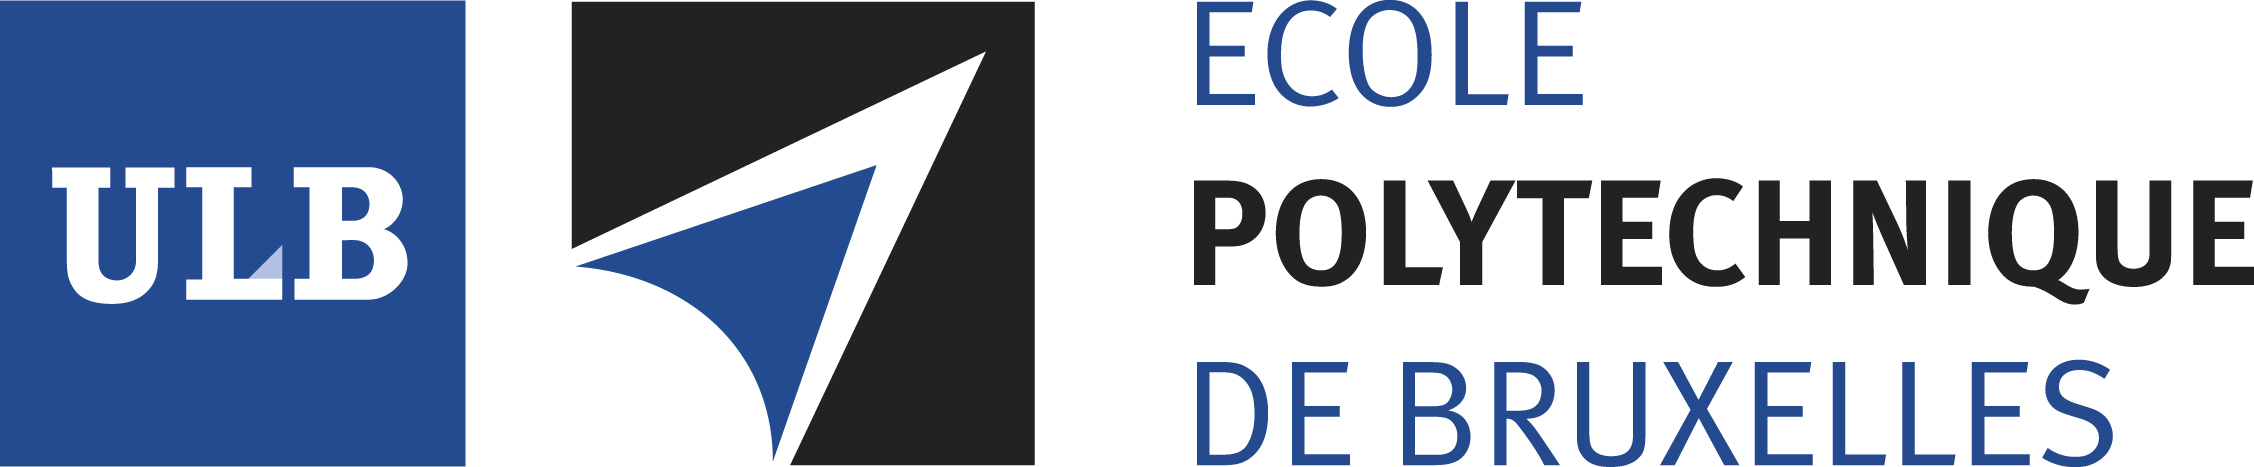 ULB
ECOLE
POLYTECHNIQUE
DE BRUXELLES